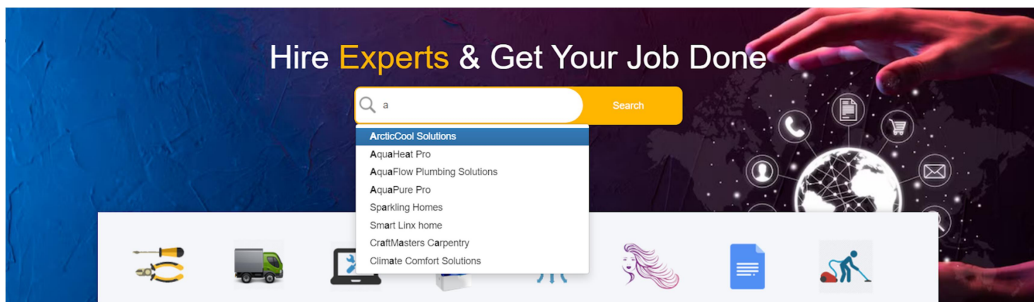 Hire Experts & Get Your Job Done
a
Search
ArcticCool Solutions
AquaHeat Pro
AquaFlow Plumbing Solutions
AquaPure Pro
Sparkling Homes
Smart Linx home
CraftMasters Carpentry
Climate Comfort Solutions